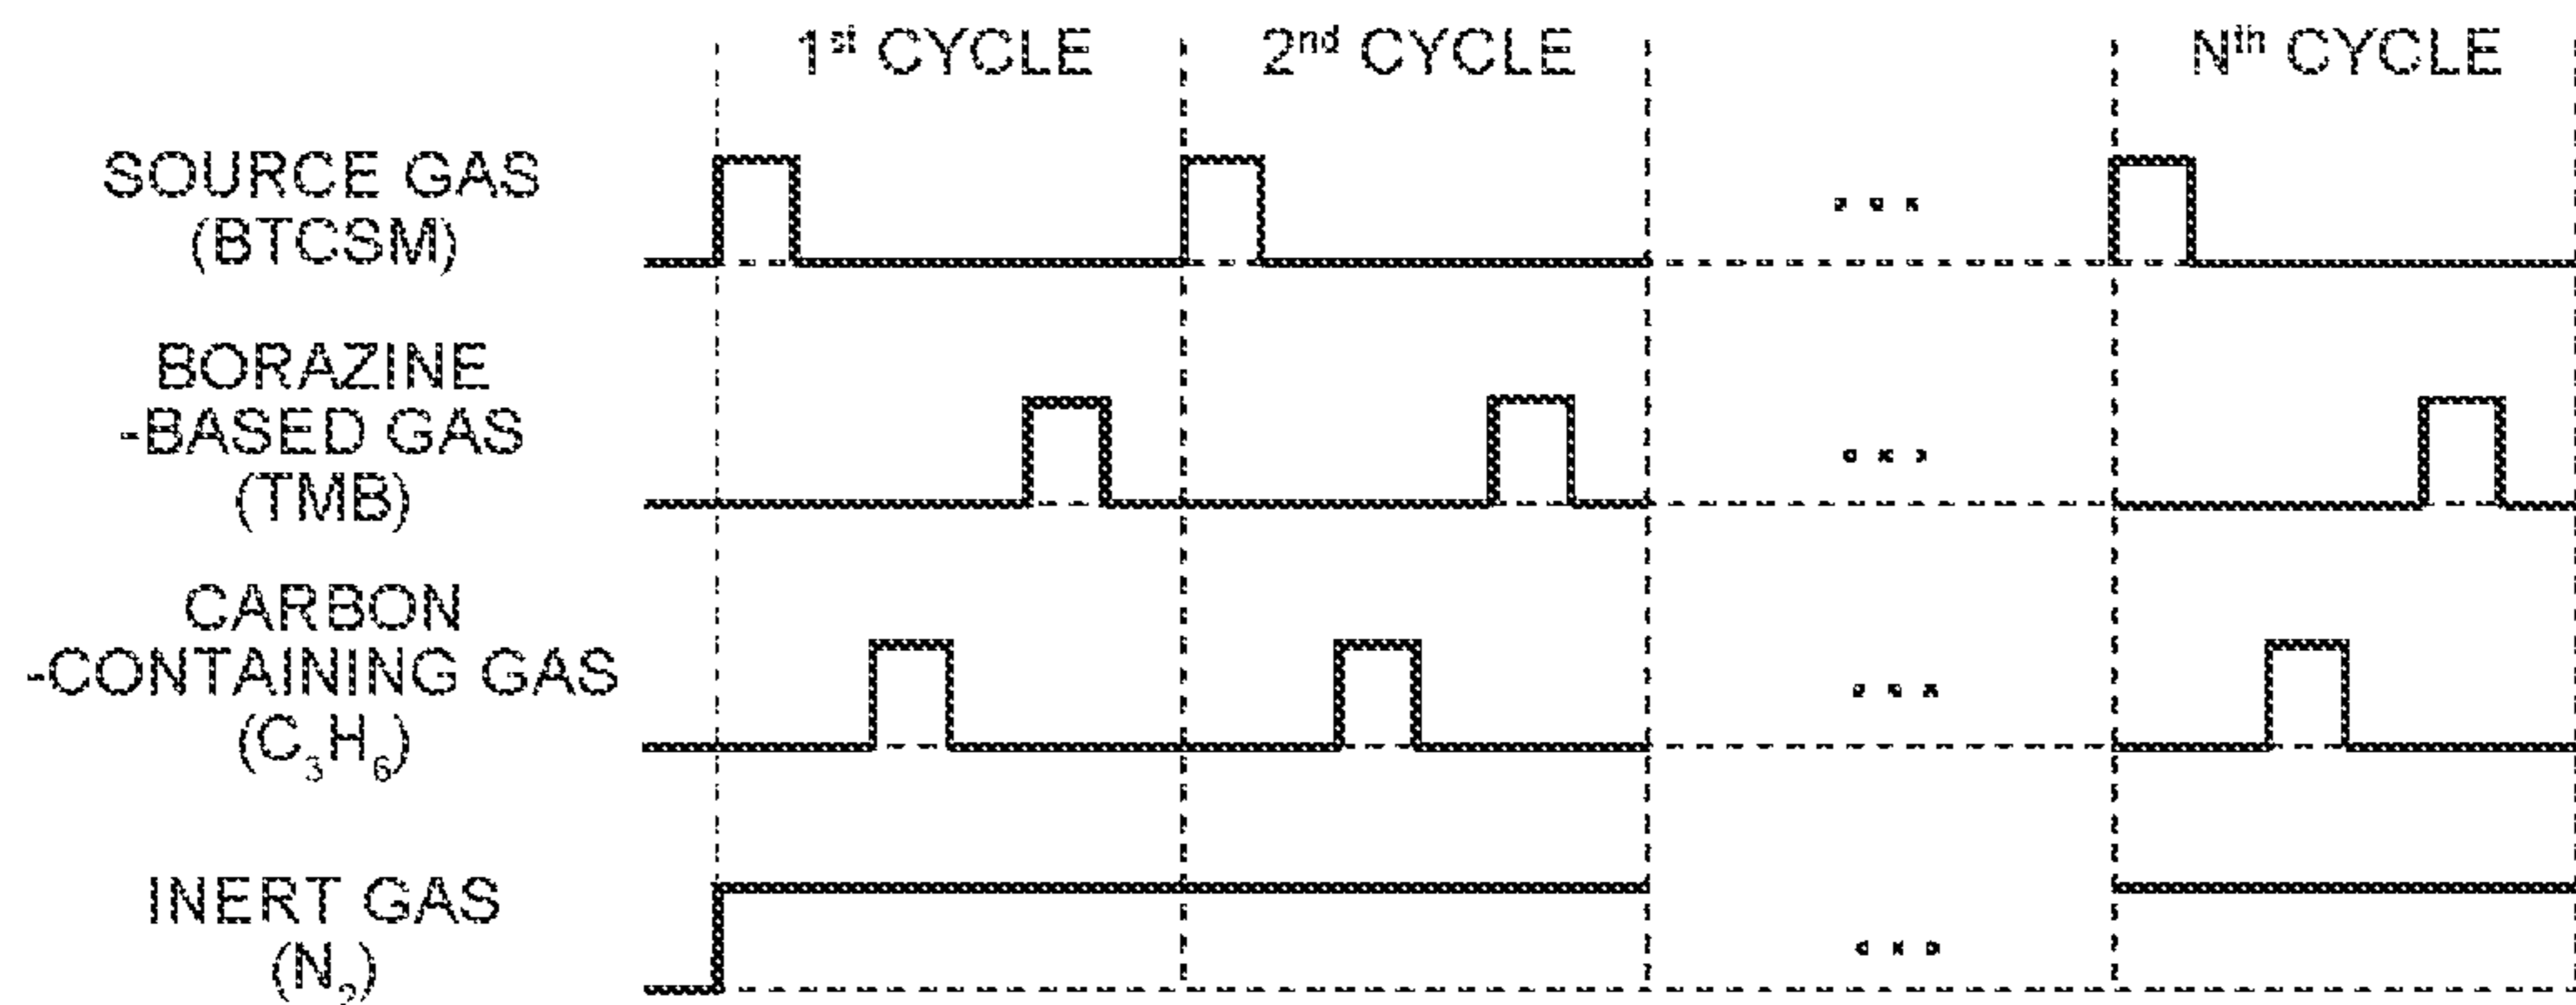 1st CYCLE
2nd CYCLE
Nth CYCLE
SOURCE GAS
(BTCSM)
...
BORAZINE
-BASED GAS
(TMB)
...
CARBON
-CONTAINING GAS
(C₃H₆)
...
INERT GAS
(N₂)
...